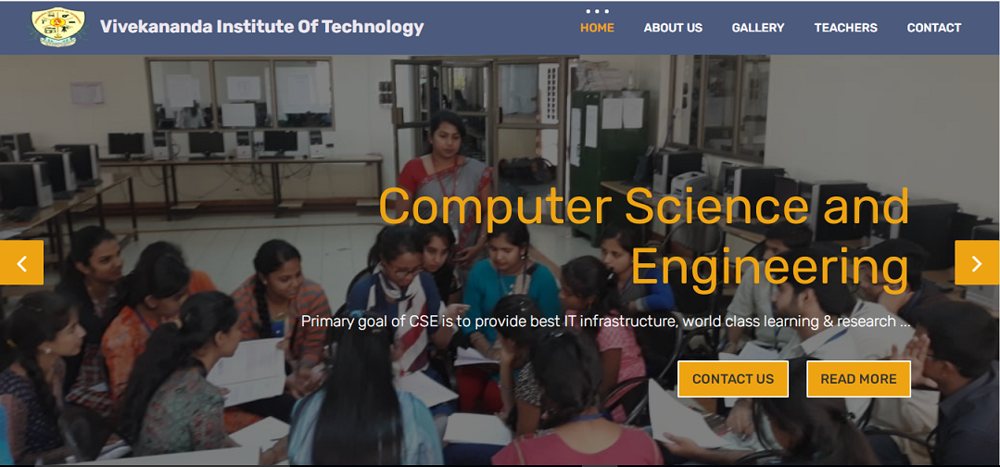 Vivekananda Institute Of Technology
HOME ABOUT US GALLERY TEACHERS CONTACT
Computer Science and
Engineering
Primary goal of CSE is to provide best IT infrastructure, world class learning & research ...
CONTACT US READ MORE